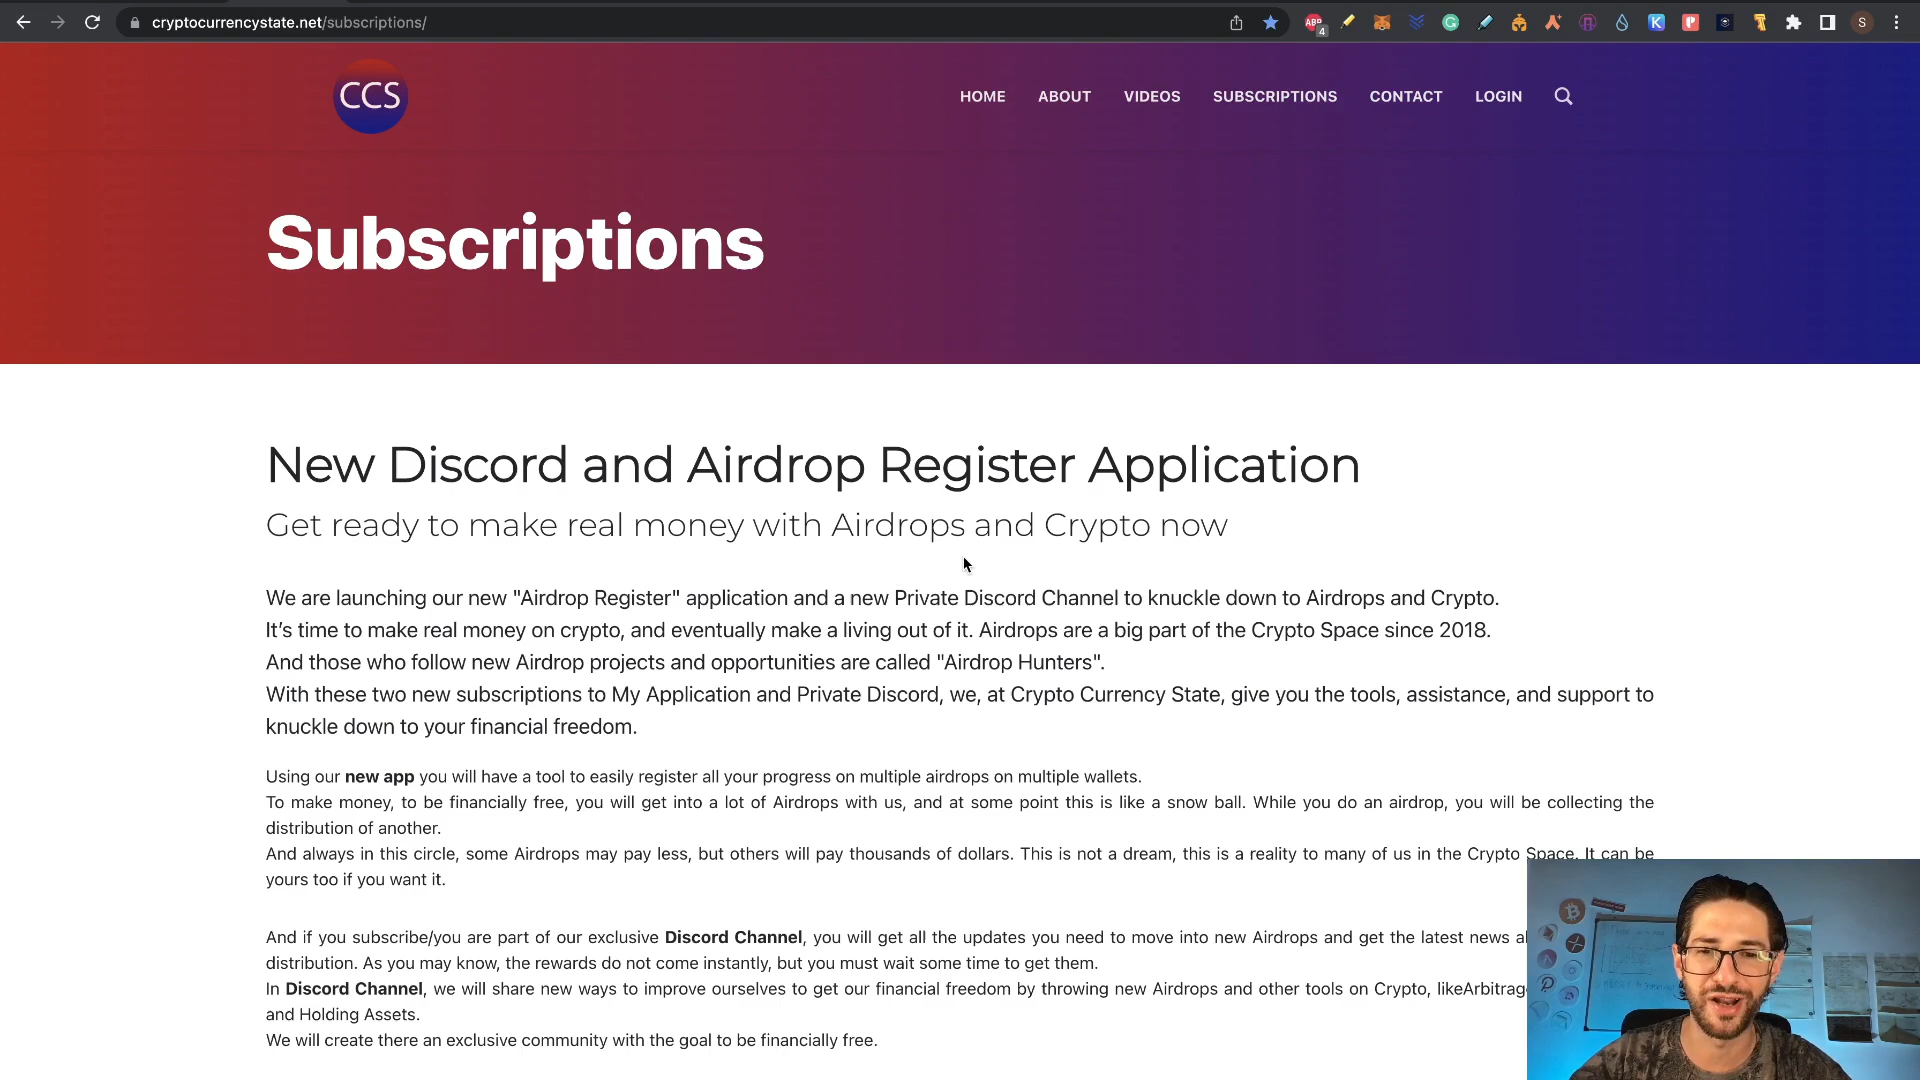 cryptocurrencystate.net/subscriptions/
ABP
4
G
K
S
CCS
HOME ABOUT VIDEOS SUBSCRIPTIONS CONTACT LOGIN
Subscriptions
New Discord and Airdrop Register Application
Get ready to make real money with Airdrops and Crypto now
We are launching our new "Airdrop Register" application and a new Private Discord Channel to knuckle down to Airdrops and Crypto.
It's time to make real money on crypto, and eventually make a living out of it. Airdrops are a big part of the Crypto Space since 2018.
And those who follow new Airdrop projects and opportunities are called "Airdrop Hunters".
With these two new subscriptions to My Application and Private Discord, we, at Crypto Currency State, give you the tools, assistance, and support to
knuckle down to your financial freedom.
Using our new app you will have a tool to easily register all your progress on multiple airdrops on multiple wallets.
To make money, to be financially free, you will get into a lot of Airdrops with us, and at some point this is like a snow ball. While you do an airdrop, you will be collecting the
distribution of another.
And always in this circle, some Airdrops may pay less, but others will pay thousands of dollars. This is not a dream, this is a reality to many of us in the Crypto Space. It can be
yours too if you want it.
And if you subscribe/you are part of our exclusive Discord Channel, you will get all the updates you need to move into new Airdrops and get the latest news
distribution. As you may know, the rewards do not come instantly, but you must wait some time to get them.
In Discord Channel, we will share new ways to improve ourselves to get our financial freedom by throwing new Airdrops and other tools on Crypto, likeArbitrag
and Holding Assets.
We will create there an exclusive community with the goal to be financially free.